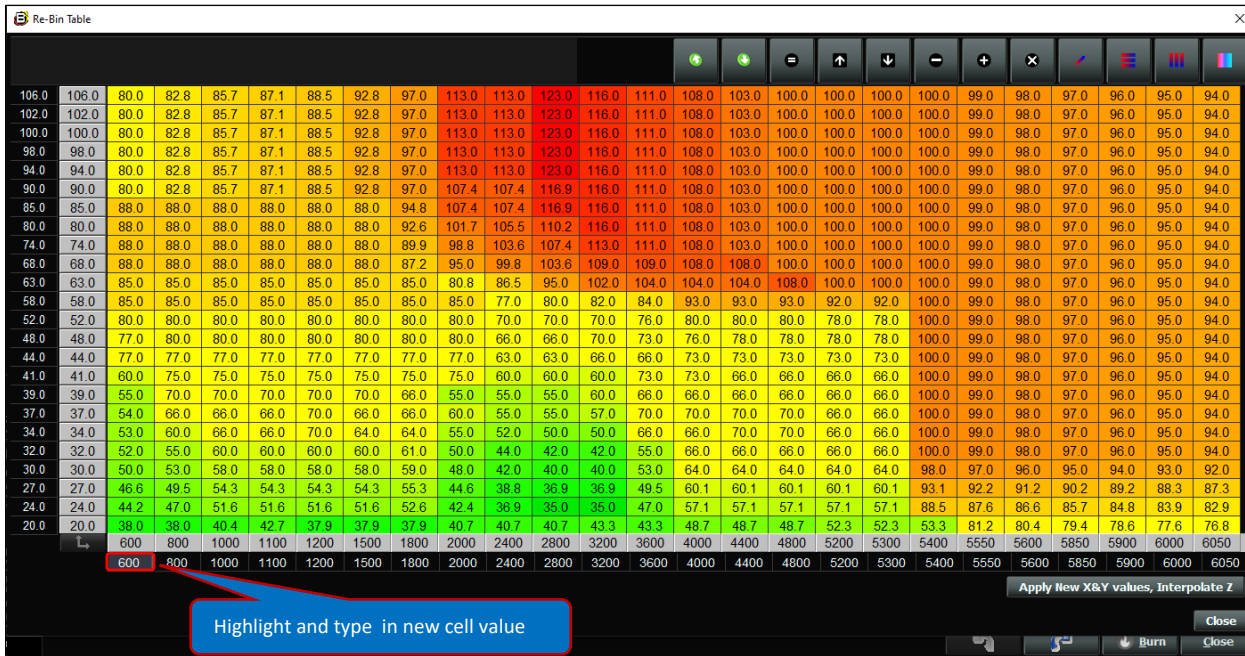 Re-Bin Table
106.0 106.0 80.0 82.8 85.7 87.1 88.5 92.8 97.0 113.0 113.0 123.0 116.0 111.0 108.0 103.0 100.0 100.0 100.0 100.0 99.0 98.0 97.0 96.0 95.0 94.0
102.0 102.0 80.0 82.8 85.7 87.1 88.5 92.8 97.0 113.0 113.0 123.0 116.0 111.0 108.0 103.0 100.0 100.0 100.0 100.0 99.0 98.0 97.0 96.0 95.0 94.0
100.0 100.0 80.0 82.8 85.7 87.1 88.5 92.8 97.0 113.0 113.0 123.0 116.0 111.0 108.0 103.0 100.0 100.0 100.0 100.0 99.0 98.0 97.0 96.0 95.0 94.0
98.0 98.0 80.0 82.8 85.7 87.1 88.5 92.8 97.0 113.0 113.0 123.0 116.0 111.0 108.0 103.0 100.0 100.0 100.0 100.0 99.0 98.0 97.0 96.0 95.0 94.0
94.0 94.0 80.0 82.8 85.7 87.1 88.5 92.8 97.0 113.0 113.0 123.0 116.0 111.0 108.0 103.0 100.0 100.0 100.0 100.0 99.0 98.0 97.0 96.0 95.0 94.0
90.0 90.0 80.0 82.8 85.7 87.1 88.5 92.8 97.0 107.4 107.4 116.9 116.0 111.0 108.0 103.0 100.0 100.0 100.0 100.0 99.0 98.0 97.0 96.0 95.0 94.0
85.0 85.0 88.0 88.0 88.0 88.0 88.0 88.0 94.8 107.4 107.4 116.9 116.0 111.0 108.0 103.0 100.0 100.0 100.0 100.0 99.0 98.0 97.0 96.0 95.0 94.0
80.0 80.0 88.0 88.0 88.0 88.0 88.0 88.0 92.6 101.7 105.5 110.2 116.0 111.0 108.0 103.0 100.0 100.0 100.0 100.0 99.0 98.0 97.0 96.0 95.0 94.0
74.0 74.0 88.0 88.0 88.0 88.0 88.0 88.0 89.9 98.8 103.6 107.4 113.0 111.0 108.0 103.0 100.0 100.0 100.0 100.0 99.0 98.0 97.0 96.0 95.0 94.0
68.0 68.0 88.0 88.0 88.0 88.0 88.0 88.0 87.2 95.0 99.8 103.6 109.0 109.0 108.0 108.0 100.0 100.0 100.0 100.0 99.0 98.0 97.0 96.0 95.0 94.0
63.0 63.0 85.0 85.0 85.0 85.0 85.0 85.0 85.0 80.8 86.5 95.0 102.0 104.0 104.0 104.0 108.0 100.0 100.0 100.0 99.0 98.0 97.0 96.0 95.0 94.0
58.0 58.0 85.0 85.0 85.0 85.0 85.0 85.0 85.0 85.0 77.0 80.0 82.0 84.0 93.0 93.0 93.0 92.0 92.0 100.0 99.0 98.0 97.0 96.0 95.0 94.0
52.0 52.0 80.0 80.0 80.0 80.0 80.0 80.0 80.0 80.0 70.0 70.0 70.0 76.0 80.0 80.0 80.0 78.0 78.0 100.0 99.0 98.0 97.0 96.0 95.0 94.0
48.0 48.0 77.0 80.0 80.0 80.0 80.0 80.0 80.0 80.0 66.0 66.0 70.0 73.0 76.0 78.0 78.0 78.0 78.0 100.0 99.0 98.0 97.0 96.0 95.0 94.0
44.0 44.0 77.0 77.0 77.0 77.0 77.0 77.0 77.0 77.0 63.0 63.0 66.0 66.0 73.0 73.0 73.0 73.0 73.0 100.0 99.0 98.0 97.0 96.0 95.0 94.0
41.0 41.0 60.0 75.0 75.0 75.0 75.0 75.0 75.0 75.0 60.0 60.0 60.0 73.0 73.0 66.0 66.0 66.0 66.0 100.0 99.0 98.0 97.0 96.0 95.0 94.0
39.0 39.0 55.0 70.0 70.0 70.0 70.0 70.0 66.0 55.0 55.0 55.0 60.0 66.0 66.0 66.0 66.0 66.0 66.0 100.0 99.0 98.0 97.0 96.0 95.0 94.0
37.0 37.0 54.0 66.0 66.0 66.0 70.0 66.0 66.0 60.0 55.0 55.0 57.0 70.0 70.0 70.0 70.0 66.0 66.0 100.0 99.0 98.0 97.0 96.0 95.0 94.0
34.0 34.0 53.0 60.0 66.0 66.0 70.0 64.0 64.0 55.0 52.0 50.0 50.0 66.0 66.0 70.0 70.0 66.0 66.0 100.0 99.0 98.0 97.0 96.0 95.0 94.0
32.0 32.0 52.0 55.0 60.0 60.0 60.0 60.0 61.0 50.0 44.0 42.0 42.0 55.0 66.0 66.0 66.0 66.0 66.0 100.0 99.0 98.0 97.0 96.0 95.0 94.0
30.0 30.0 50.0 53.0 58.0 58.0 58.0 58.0 59.0 48.0 42.0 40.0 40.0 53.0 64.0 64.0 64.0 64.0 64.0 98.0 97.0 96.0 95.0 94.0 93.0 92.0
27.0 27.0 46.6 49.5 54.3 54.3 54.3 54.3 55.3 44.6 38.8 36.9 36.9 49.5 60.1 60.1 60.1 60.1 60.1 93.1 92.2 91.2 90.2 89.2 88.3 87.3
24.0 24.0 44.2 47.0 51.6 51.6 51.6 51.6 52.6 42.4 36.9 35.0 35.0 47.0 57.1 57.1 57.1 57.1 57.1 88.5 87.6 86.6 85.7 84.8 83.9 82.9
20.0 20.0 38.0 38.0 40.4 42.7 37.9 37.9 37.9 40.7 40.7 40.7 43.3 43.3 48.7 48.7 48.7 52.3 52.3 53.3 81.2 80.4 79.4 78.6 77.6 76.8
600 800 1000 1100 1200 1500 1800 2000 2400 2800 3200 3600 4000 4400 4800 5200 5300 5400 5550 5600 5850 5900 6000 6050
600 800 1000 1100 1200 1500 1800 2000 2400 2800 3200 3600 4000 4400 4800 5200 5300 5400 5550 5600 5850 5900 6000 6050
Apply New X&Y values, Interpolate Z
Highlight and type in new cell value
Close
Burn Close